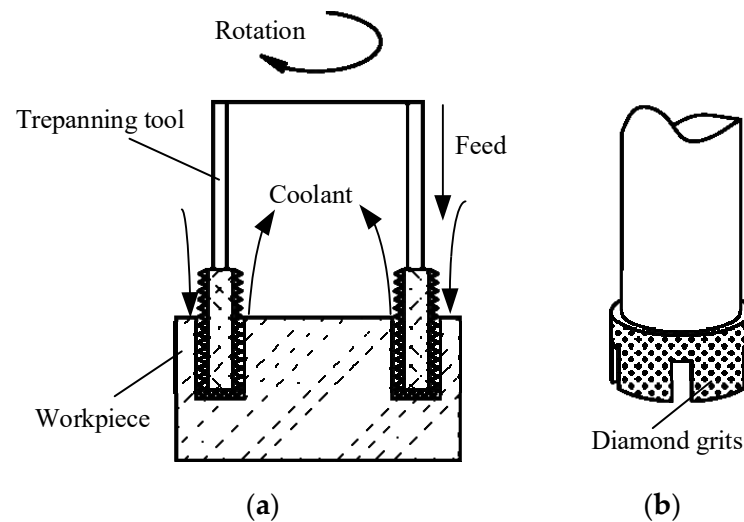 Rotation
Trepanning tool
Feed
Coolant
Workpiece
Diamond grits
(a)
(b)